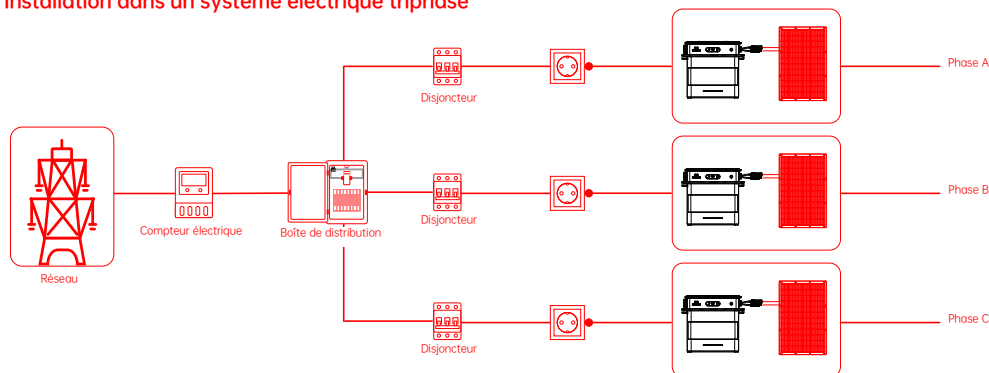 Installation dans un système électrique triphasé
Disjoncteur
Phase A
Compteur électrique
Boîte de distribution
Disjoncteur
Phase B
Réseau
Disjoncteur
Phase C